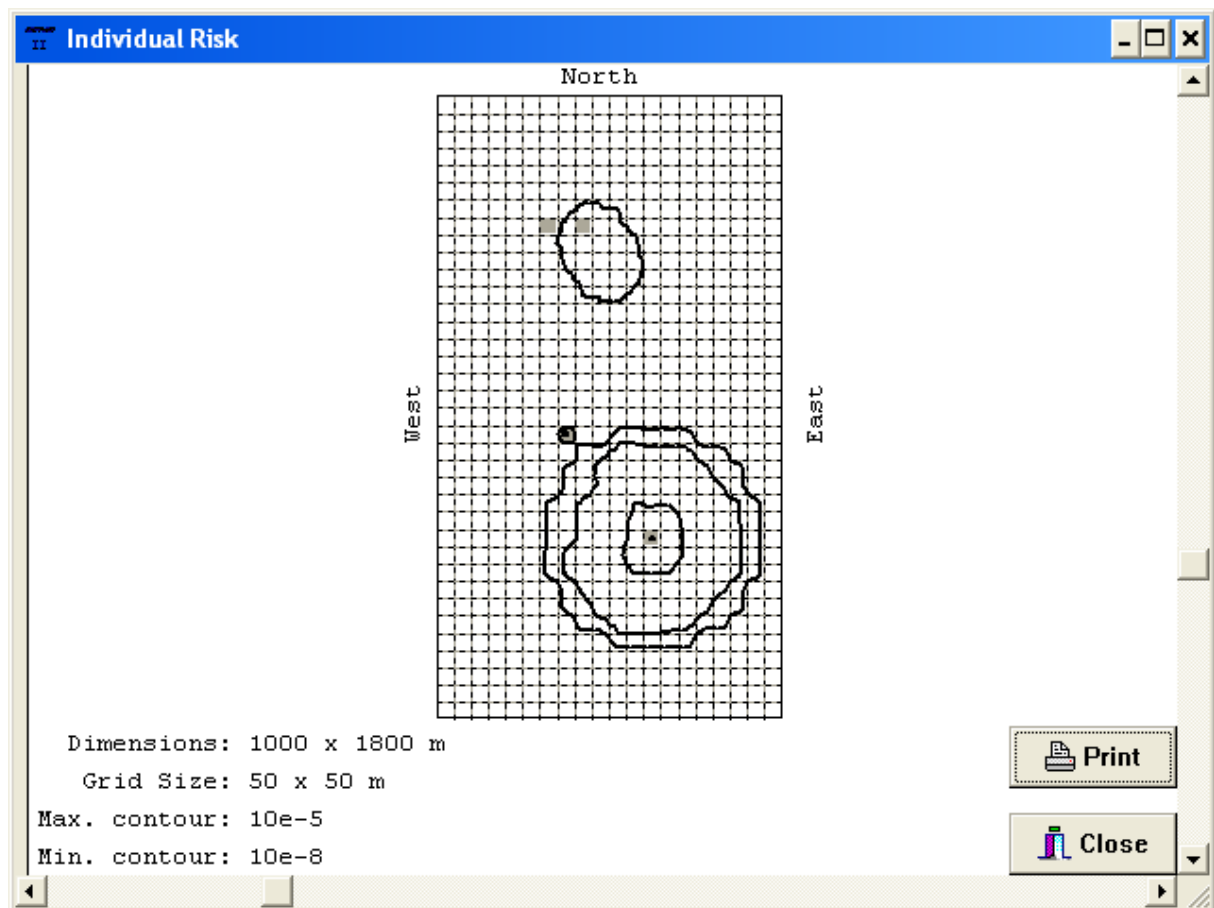 II Individual Risk
North
West
East
Dimensions: 1000 x 1800 m
Grid Size: 50 x 50 m
Max. contour: 10e-5
Min. contour: 10e-8
Print
Close